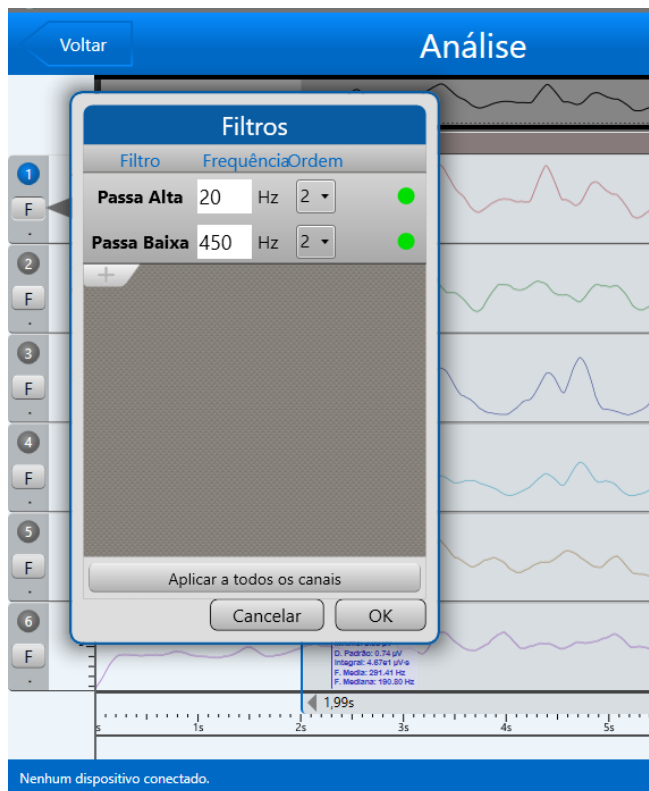 Voltar
Análise
Filtros
Filtro Frequência Ordem
1
F
Passa Alta 20 Hz 2
Passa Baixa 450 Hz 2
+
2
F
3
F
4
F
5
F
Aplicar a todos os canais
Cancelar OK
6
F
D. Padrão: 0.74 µV
Integral: 4.67e1 µV·s
F. Media: 291.41 Hz
F. Mediana: 190.80 Hz
1,99s
s 1s 2s 3s 4s 5s
Nenhum dispositivo conectado.